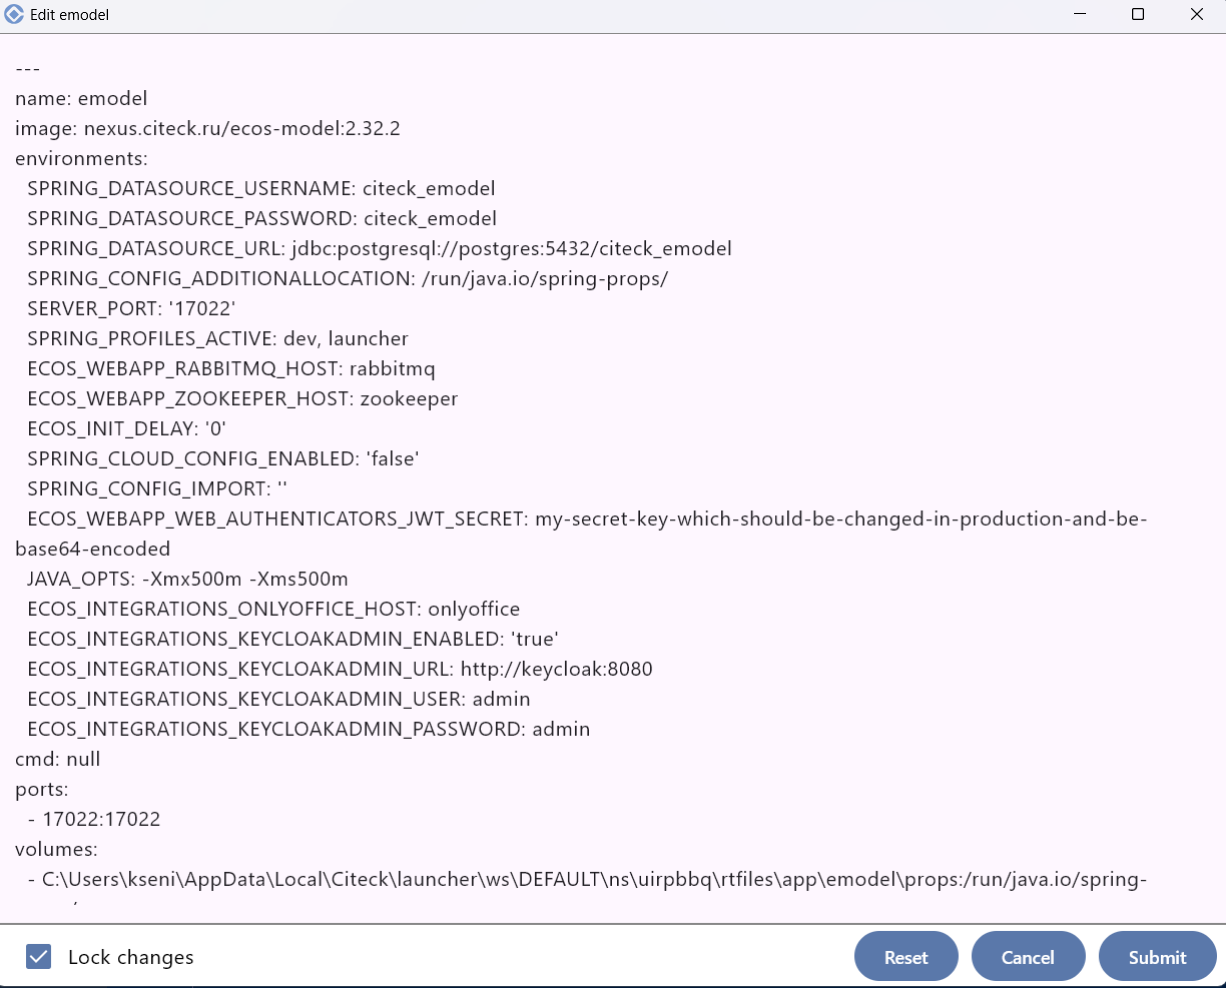 Edit emodel
---
name: emodel
image: nexus.citeck.ru/ecos-model:2.32.2
environments:
  SPRING_DATASOURCE_USERNAME: citeck_emodel
  SPRING_DATASOURCE_PASSWORD: citeck_emodel
  SPRING_DATASOURCE_URL: jdbc:postgresql://postgres:5432/citeck_emodel
  SPRING_CONFIG_ADDITIONALLOCATION: /run/java.io/spring-props/
  SERVER_PORT: '17022'
  SPRING_PROFILES_ACTIVE: dev, launcher
  ECOS_WEBAPP_RABBITMQ_HOST: rabbitmq
  ECOS_WEBAPP_ZOOKEEPER_HOST: zookeeper
  ECOS_INIT_DELAY: '0'
  SPRING_CLOUD_CONFIG_ENABLED: 'false'
  SPRING_CONFIG_IMPORT: ''
  ECOS_WEBAPP_WEB_AUTHENTICATORS_JWT_SECRET: my-secret-key-which-should-be-changed-in-production-and-be-
base64-encoded
  JAVA_OPTS: -Xmx500m -Xms500m
  ECOS_INTEGRATIONS_ONLYOFFICE_HOST: onlyoffice
  ECOS_INTEGRATIONS_KEYCLOAKADMIN_ENABLED: 'true'
  ECOS_INTEGRATIONS_KEYCLOAKADMIN_URL: http://keycloak:8080
  ECOS_INTEGRATIONS_KEYCLOAKADMIN_USER: admin
  ECOS_INTEGRATIONS_KEYCLOAKADMIN_PASSWORD: admin
cmd: null
ports:
  - 17022:17022
volumes:
  - C:\Users\kseni\AppData\Local\Citeck\launcher\ws\DEFAULT\ns\uirpbbq\rtfiles\app\emodel\props:/run/java.io/spring-
Lock changes
Reset
Cancel
Submit